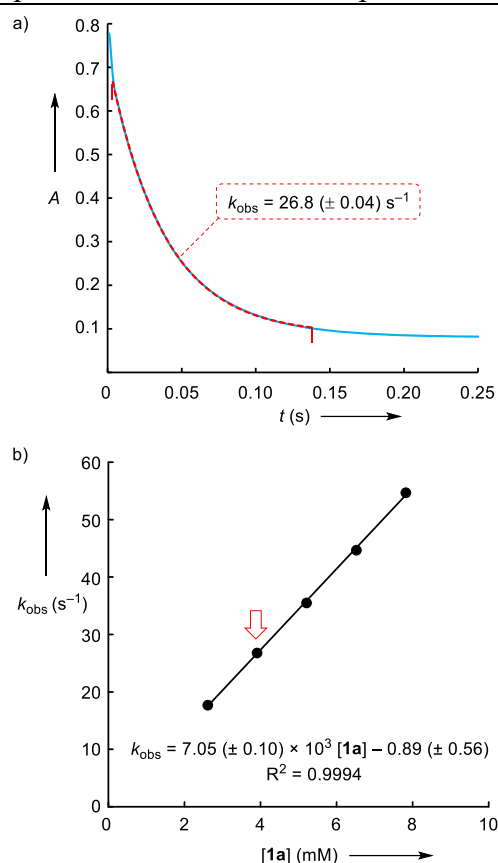 a)
0.8
0.7
0.6
0.5
A
0.4
k_obs = 26.8 (± 0.04) s⁻¹
0.3
0.2
0.1
0 0.05 0.10 0.15 0.20 0.25
t (s)
b)
60
50
40
k_obs (s⁻¹)
30
20
10
k_obs = 7.05 (± 0.10) × 10³ [1a] – 0.89 (± 0.56)
R² = 0.9994
0
0 2 4 6 8 10
[1a] (mM)